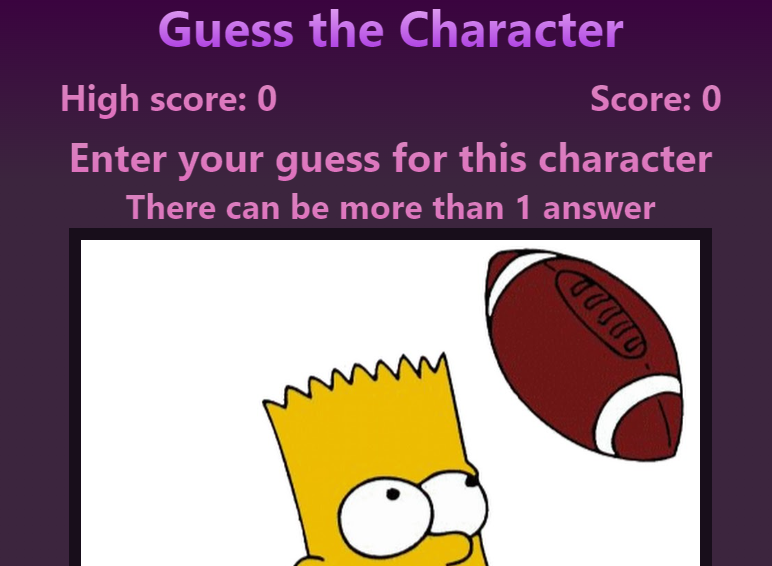 Guess the Character
High score: 0
Score: 0
Enter your guess for this character
There can be more than 1 answer